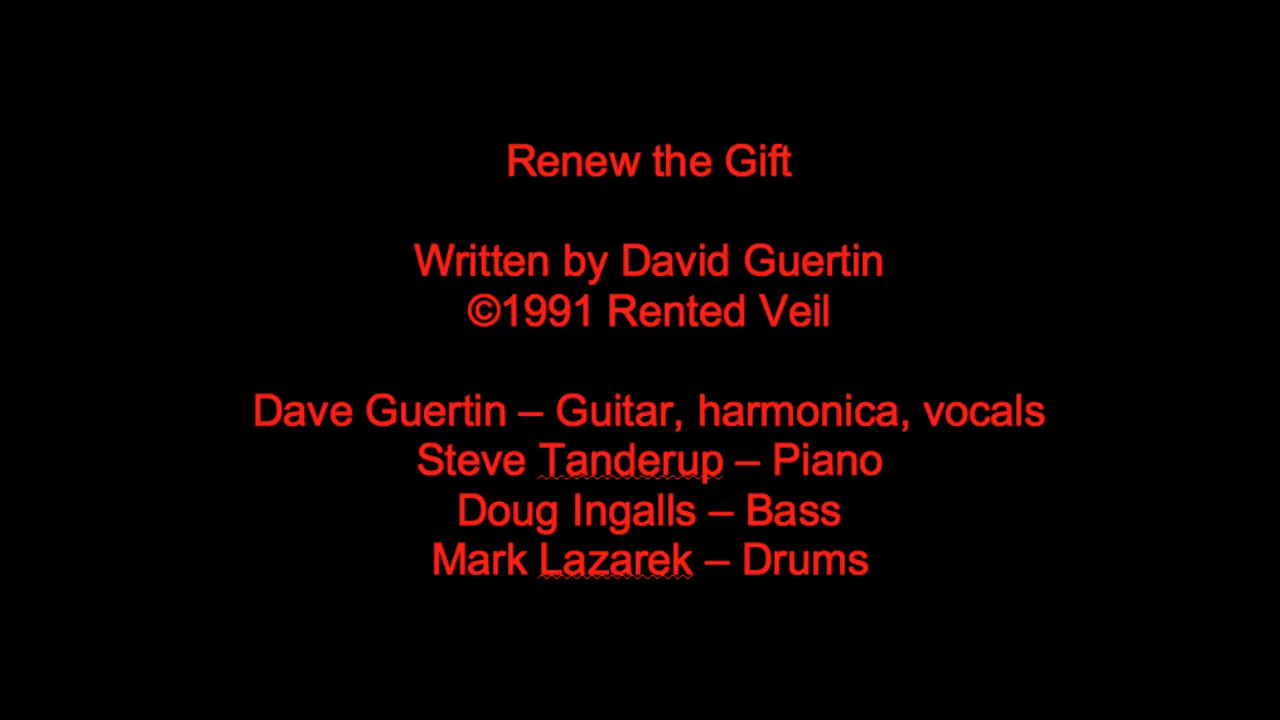 Renew the Gift
Written by David Guertin
©1991 Rented Veil
Dave Guertin – Guitar, harmonica, vocals
Steve Tanderup – Piano
Doug Ingalls – Bass
Mark Lazarek – Drums